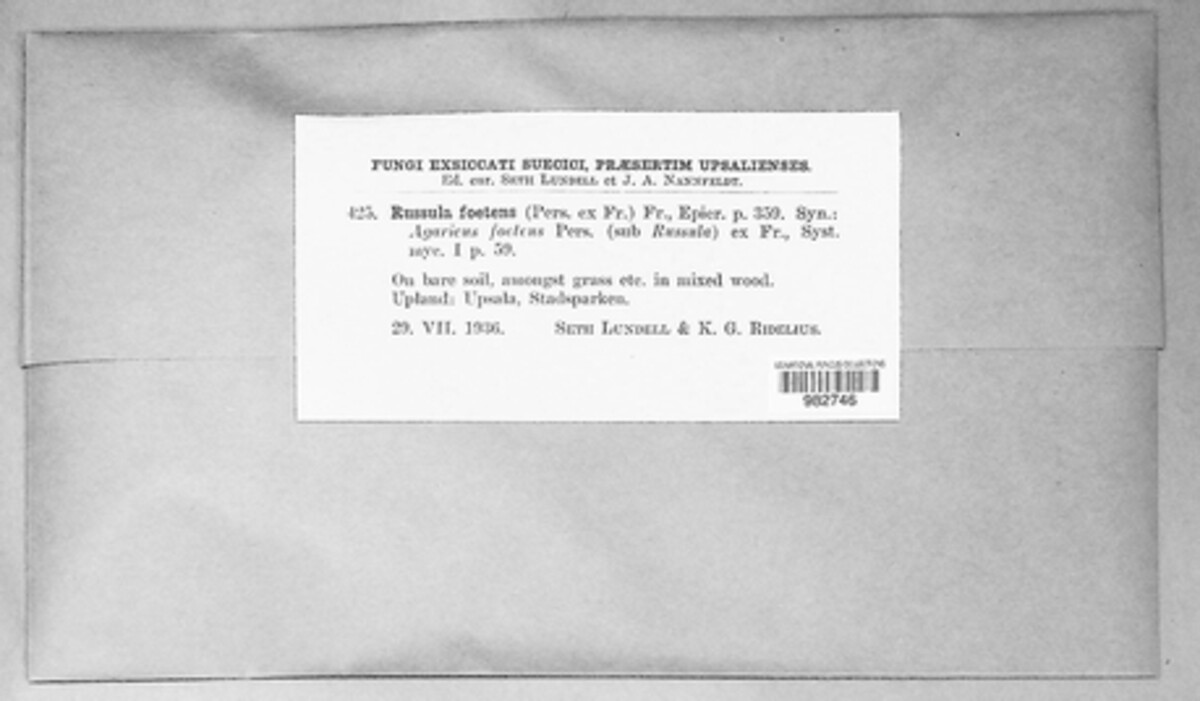 FUNGI EXSICCATI SUECICI, PRÆSERTIM UPSALIENSES.
Ed. cur. SETH LUNDELL et J. A. NANNFELDT.
425. Russula foetens (Pers. ex Fr.) Fr., Epicr. p. 359. Syn.:
Agaricus foetens Pers. (sub Russula) ex Fr., Syst.
myc. I p. 59.
On bare soil, amongst grass etc. in mixed wood.
Upland: Upsala, Stadsparken.
29. VII. 1936. SETH LUNDELL & K. G. RIDELIUS.
982746